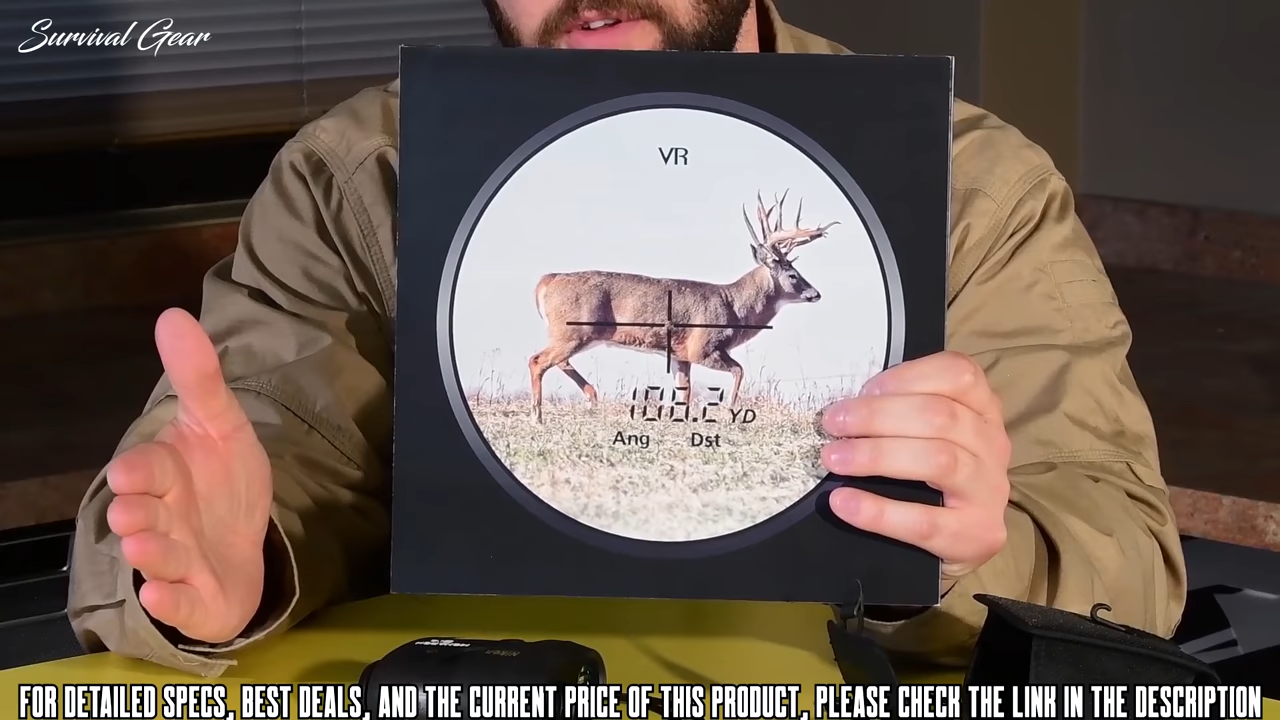 Survival Gear
VR
108.2 YD
Ang Dst
FOR DETAILED SPECS, BEST DEALS, AND THE CURRENT PRICE OF THIS PRODUCT, PLEASE CHECK THE LINK IN THE DESCRIPTION